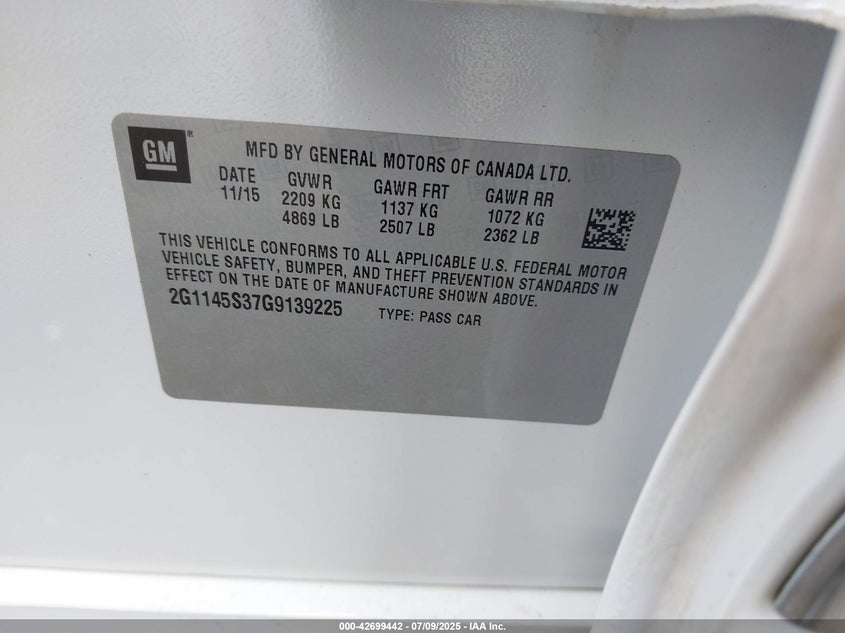 GM®
MFD BY GENERAL MOTORS OF CANADA LTD.
DATE GVWR GAWR FRT GAWR RR
11/15 2209 KG 1137 KG 1072 KG
4869 LB 2507 LB 2362 LB
THIS VEHICLE CONFORMS TO ALL APPLICABLE U.S. FEDERAL MOTOR
VEHICLE SAFETY, BUMPER, AND THEFT PREVENTION STANDARDS IN
EFFECT ON THE DATE OF MANUFACTURE SHOWN ABOVE.
2G1145S37G9139225 TYPE: PASS CAR
000-42699442 - 07/09/2025 - IAA Inc.